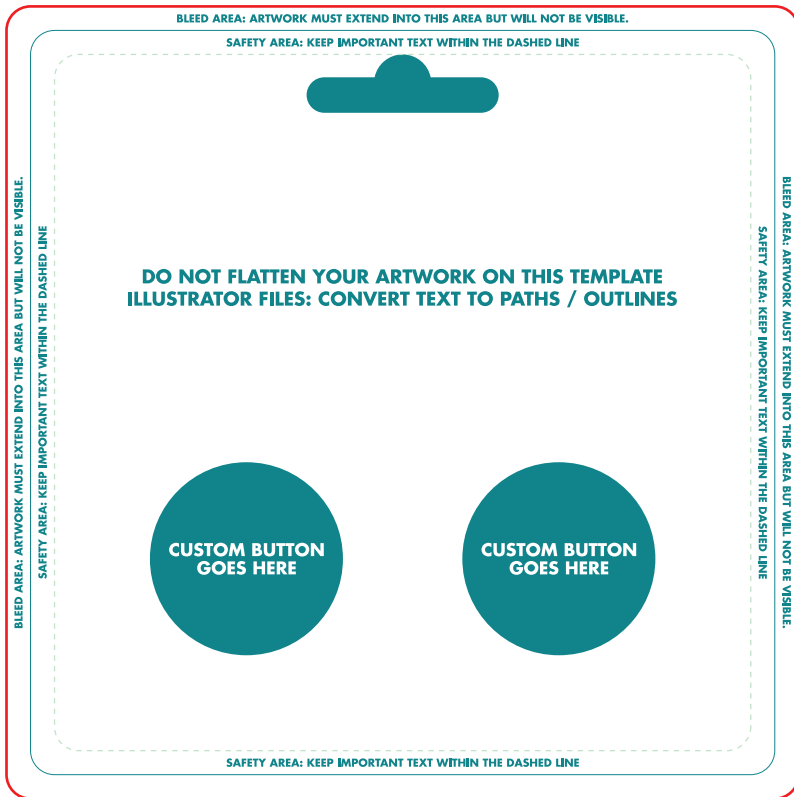 BLEED AREA: ARTWORK MUST EXTEND INTO THIS AREA BUT WILL NOT BE VISIBLE.
SAFETY AREA: KEEP IMPORTANT TEXT WITHIN THE DASHED LINE
BLEED AREA: ARTWORK MUST EXTEND INTO THIS AREA BUT WILL NOT BE VISIBLE.
SAFETY AREA: KEEP IMPORTANT TEXT WITHIN THE DASHED LINE
DO NOT FLATTEN YOUR ARTWORK ON THIS TEMPLATE
ILLUSTRATOR FILES: CONVERT TEXT TO PATHS / OUTLINES
CUSTOM BUTTON
GOES HERE
CUSTOM BUTTON
GOES HERE
SAFETY AREA: KEEP IMPORTANT TEXT WITHIN THE DASHED LINE
BLEED AREA: ARTWORK MUST EXTEND INTO THIS AREA BUT WILL NOT BE VISIBLE.
SAFETY AREA: KEEP IMPORTANT TEXT WITHIN THE DASHED LINE